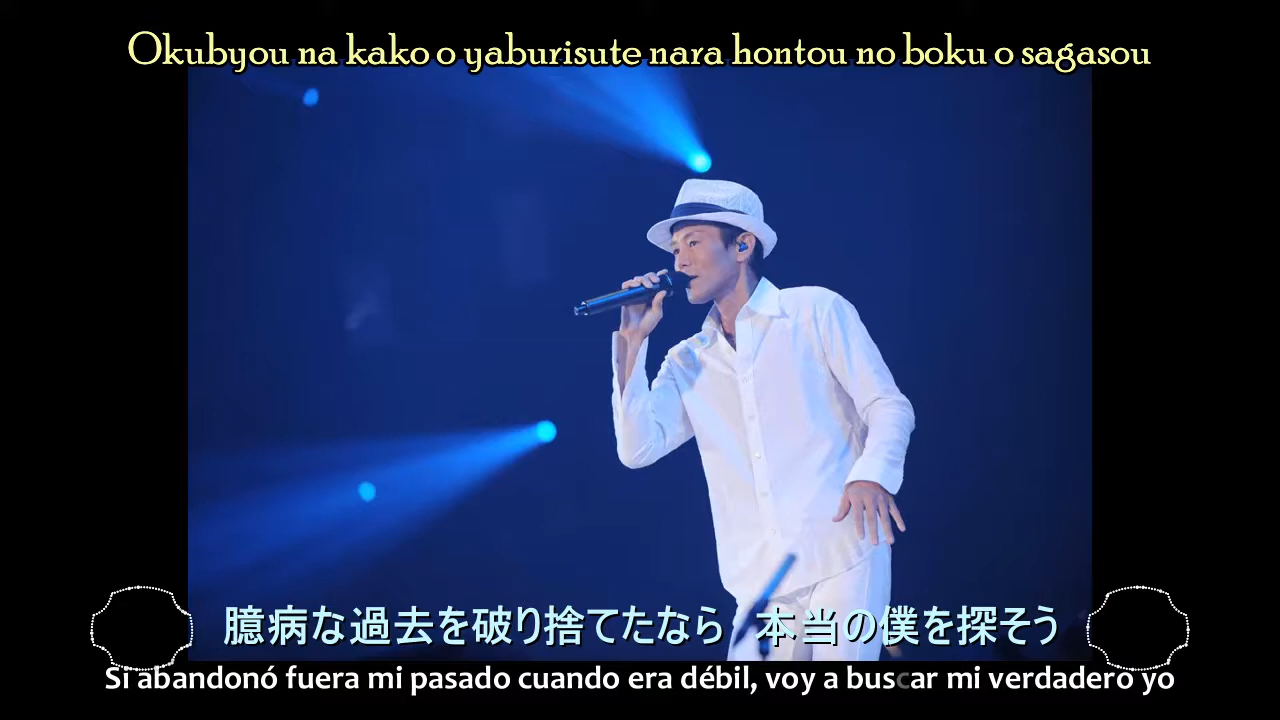 Okubyou na kako o yaburisute nara hontou no boku o sagasou
臆病な過去を破り捨てたなら　本当の僕を探そう
Si abandonó fuera mi pasado cuando era débil, voy a buscar mi verdadero yo